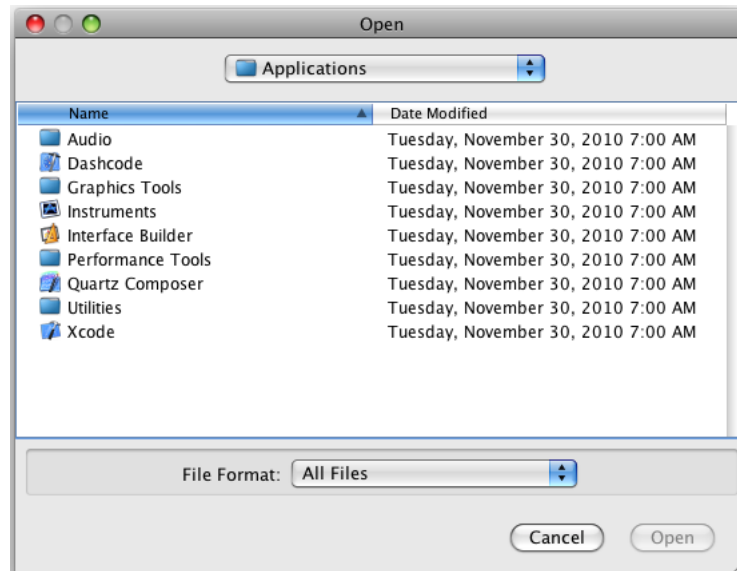 Open
Applications
Name Date Modified
Audio Tuesday, November 30, 2010 7:00 AM
Dashcode Tuesday, November 30, 2010 7:00 AM
Graphics Tools Tuesday, November 30, 2010 7:00 AM
Instruments Tuesday, November 30, 2010 7:00 AM
Interface Builder Tuesday, November 30, 2010 7:00 AM
Performance Tools Tuesday, November 30, 2010 7:00 AM
Quartz Composer Tuesday, November 30, 2010 7:00 AM
Utilities Tuesday, November 30, 2010 7:00 AM
Xcode Tuesday, November 30, 2010 7:00 AM
File Format: All Files
Cancel Open